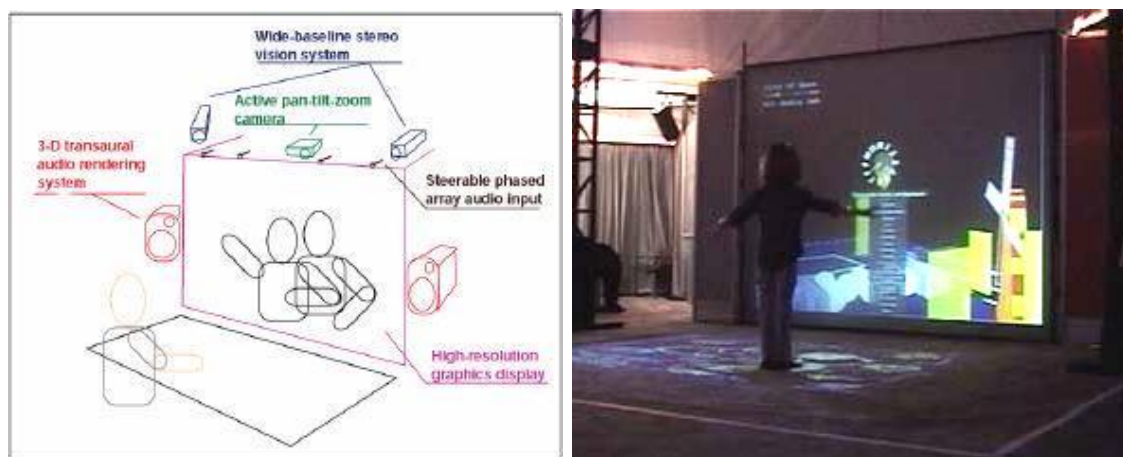 Wide-baseline stereo
vision system
Active pan-tilt-zoom
camera
3-D transaural
audio rendering
system
Steerable phased
array audio input
High-resolution
graphics display